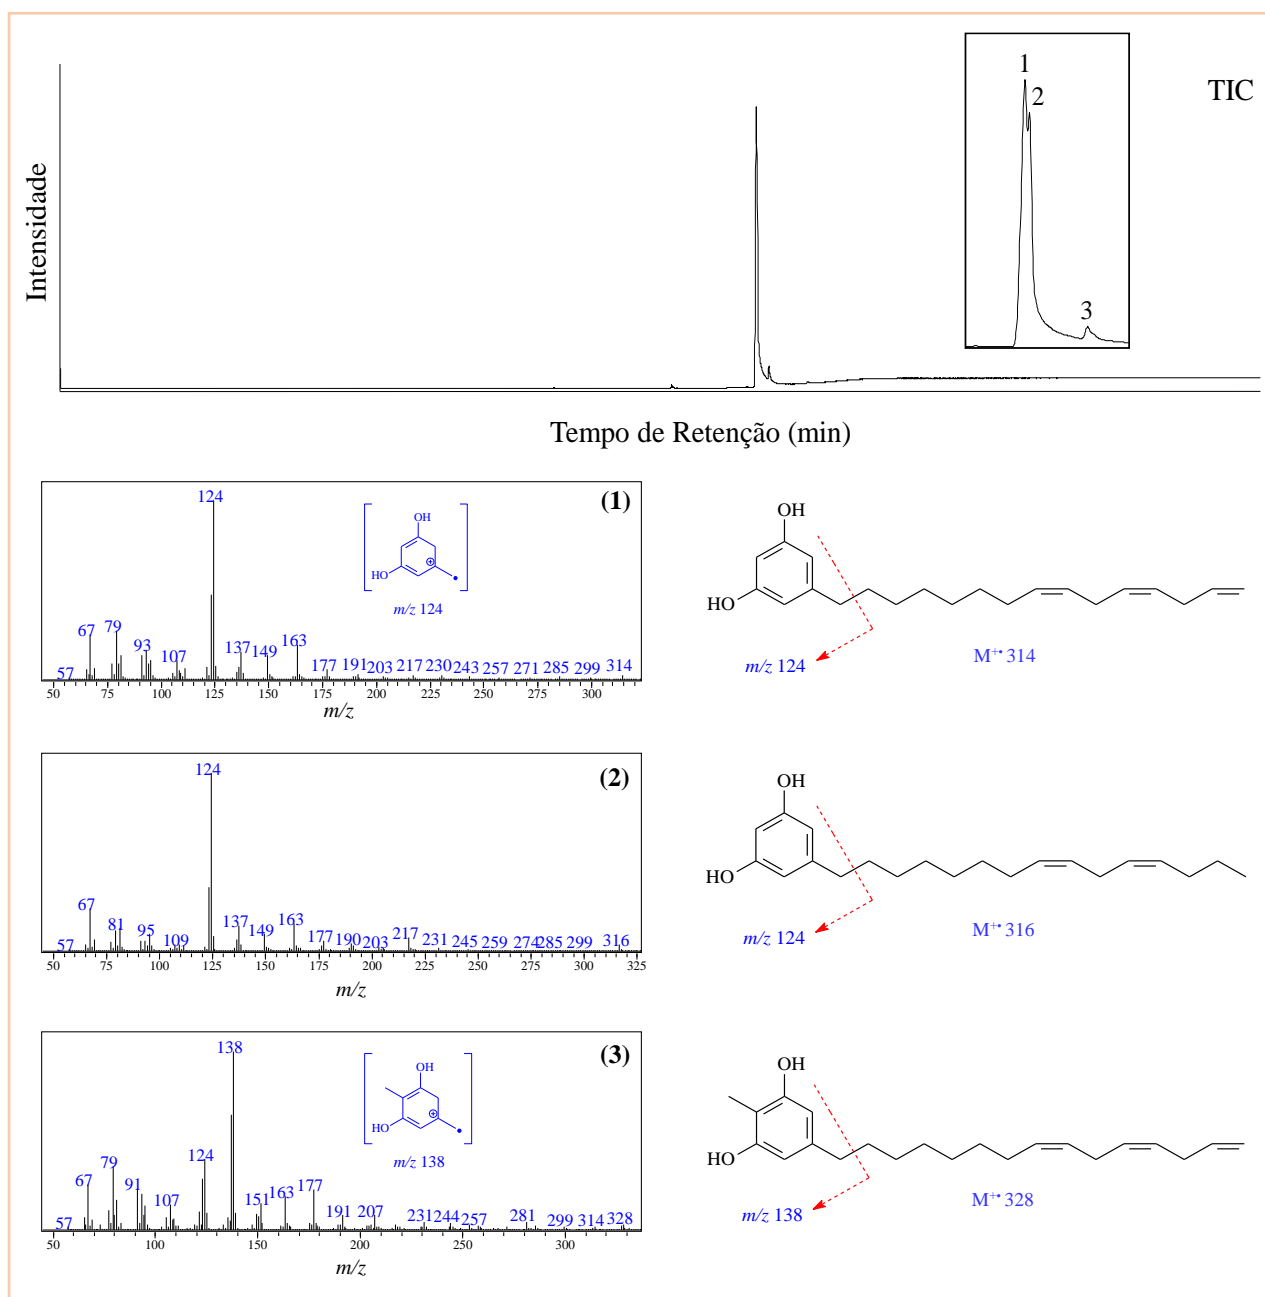 1
2
TIC
3
Intensidade
Tempo de Retenção (min)
(1)
124
OH
HO
m/z 124
67 79 93 107 137 149 163 177 191 203 217 230 243 257 271 285 299 314
57
50 75 100 125 150 175 200 225 250 275 300
m/z
OH
HO
m/z 124
M+• 314
(2)
124
67 81 95 109 137 149 163 177 190 203 217 231 245 259 274 285 299 316
57
50 75 100 125 150 175 200 225 250 275 300 325
m/z
OH
HO
m/z 124
M+• 316
(3)
138
OH
HO
m/z 138
67 79 91 107 124 151 163 177 191 207 231 244 257 281 299 314 328
57
50 100 150 200 250 300
m/z
OH
HO
m/z 138
M+• 328